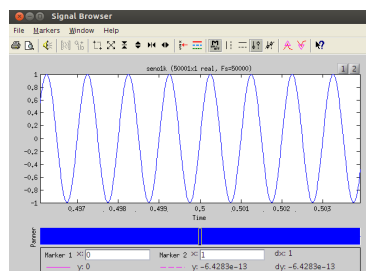 Signal Browser
File Markers Window Help
seno1k (50001x1 real, Fs=50000)
1 2
1
0,8
0,6
0,4
0,2
0
-0,2
-0,4
-0,6
-0,8
-1
0,497 0,498 0,499 0,5 0,501 0,502 0,503
Time
Panner
Marker 1 x: 0 Marker 2 x: 1 dx: 1
y: 0 y: -6.4283e-13 dy: -6.4283e-13